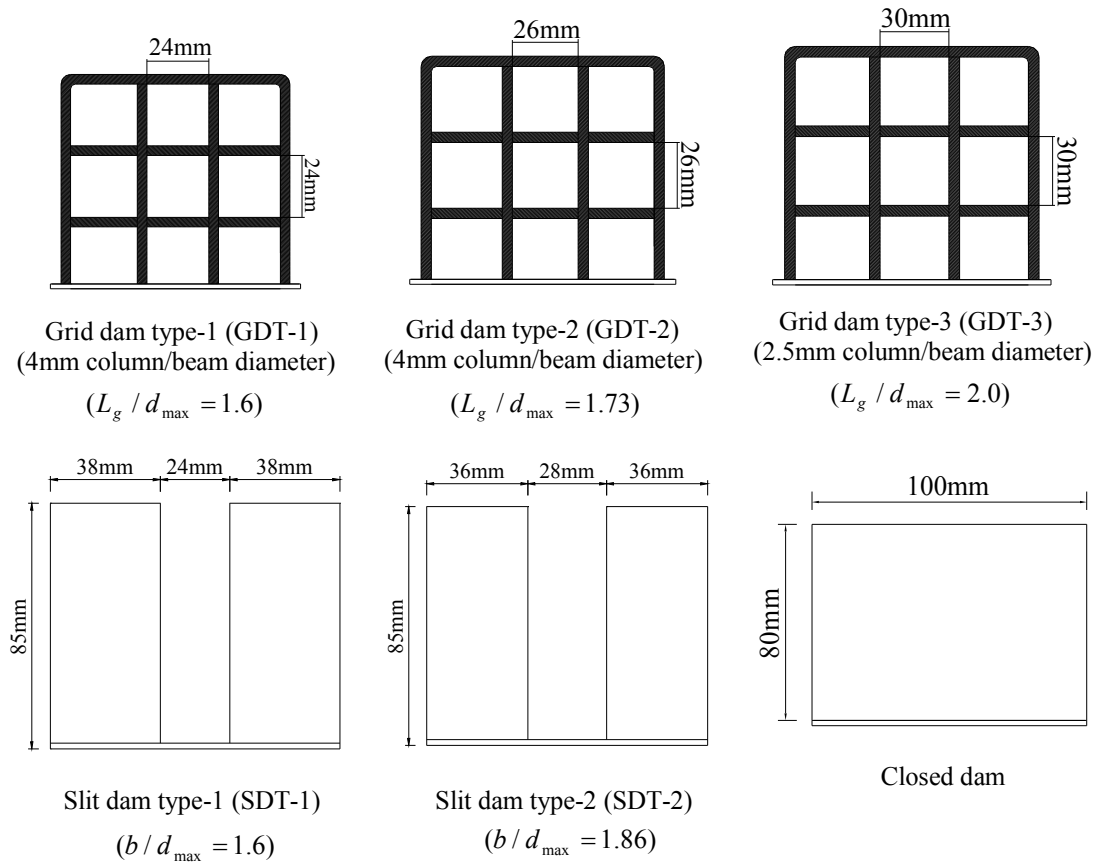 24mm
24mm
Grid dam type-1 (GDT-1)
(4mm column/beam diameter)
(L_g / d_max = 1.6)
26mm
26mm
Grid dam type-2 (GDT-2)
(4mm column/beam diameter)
(L_g / d_max = 1.73)
30mm
30mm
Grid dam type-3 (GDT-3)
(2.5mm column/beam diameter)
(L_g / d_max = 2.0)
38mm 24mm 38mm
85mm
Slit dam type-1 (SDT-1)
(b / d_max = 1.6)
36mm 28mm 36mm
85mm
Slit dam type-2 (SDT-2)
(b / d_max = 1.86)
100mm
80mm
Closed dam